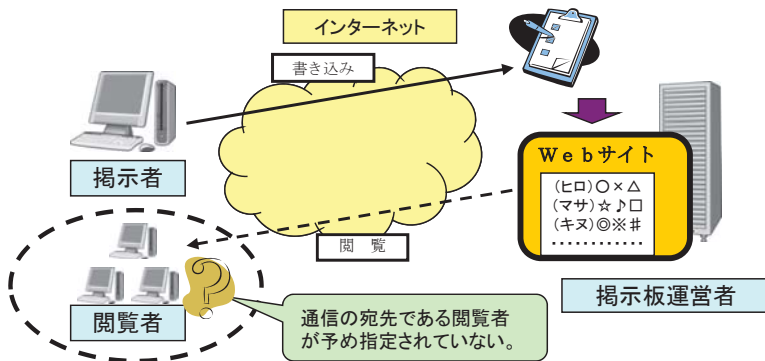 インターネット
書き込み
掲示者
Ｗｅｂサイト
(ヒロ)○×△
(マサ)☆♪□
(キヌ)◎※♯
・・・・・・・・・・・・
閲 覧
?
掲示板運営者
閲覧者
通信の宛先である閲覧者
が予め指定されていない。